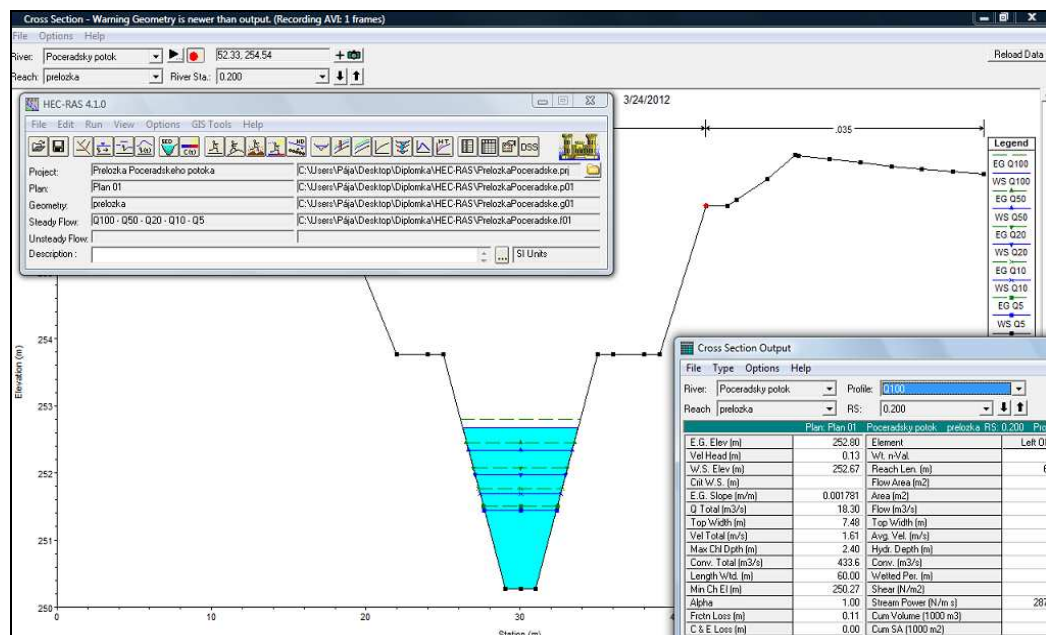 Cross Section - Warning Geometry is newer than output. (Recording AVI: 1 frames)
File Options Help
River: Poceradsky potok 52.33, 254.54 Reload Data
Reach: prelozka River Sta.: 0.200
3/24/2012
HEC-RAS 4.1.0
File Edit Run View Options GIS Tools Help
DSS
Project: Prelozka Poceradskeho potoka C:\Users\Pája\Desktop\Diplomka\HEC-RAS\PrelozkaPoceradske.prj
Plan: Plan 01 C:\Users\Pája\Desktop\Diplomka\HEC-RAS\PrelozkaPoceradske.p01
Geometry: prelozka C:\Users\Pája\Desktop\Diplomka\HEC-RAS\PrelozkaPoceradske.g01
Steady Flow: Q100 - Q50 - Q20 - Q10 - Q5 C:\Users\Pája\Desktop\Diplomka\HEC-RAS\PrelozkaPoceradske.f01
Unsteady Flow:
Description : ... SI Units
.035
Legend
EG Q100
WS Q100
EG Q50
WS Q50
EG Q20
WS Q20
EG Q10
WS Q10
EG Q5
WS Q5
Elevation (m)
254
253
252
251
250
0 10 20 30 40
Station (m)
Cross Section Output
File Type Options Help
River: Poceradsky potok Profile: Q100
Reach prelozka RS: 0.200
Plan: Plan 01 Poceradsky potok prelozka RS: 0.200
E.G. Elev (m) 252.80 Element Left
Vel Head (m) 0.13 Wt. n-Val.
W.S. Elev (m) 252.67 Reach Len. (m)
Crit W.S. (m) Flow Area (m2)
E.G. Slope (m/m) 0.001781 Area (m2)
Q Total (m3/s) 18.30 Flow (m3/s)
Top Width (m) 7.48 Top Width (m)
Vel Total (m/s) 1.61 Avg. Vel. (m/s)
Max Chl Dpth (m) 2.40 Hydr. Depth (m)
Conv. Total (m3/s) 433.6 Conv. (m3/s)
Length Wtd. (m) 60.00 Wetted Per. (m)
Min Ch El (m) 250.27 Shear (N/m2)
Alpha 1.00 Stream Power (N/m s) 287
Frctn Loss (m) 0.11 Cum Volume (1000 m3)
C & E Loss (m) 0.00 Cum SA (1000 m2)